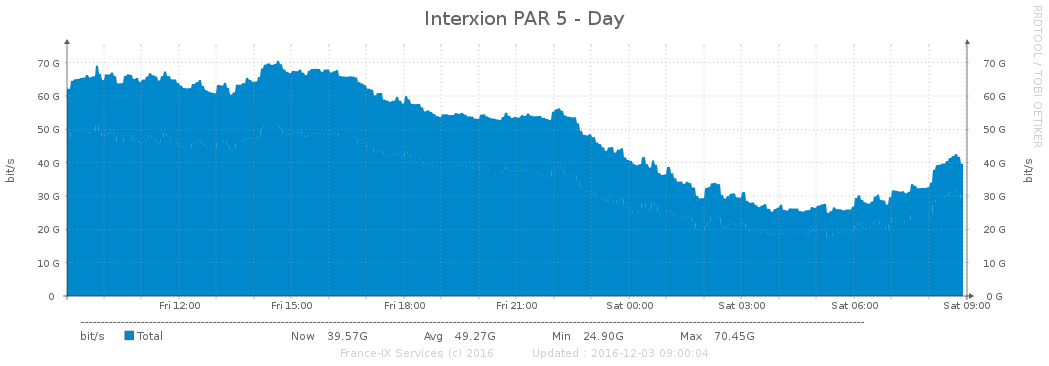 Interxion PAR 5 - Day
RRDTOOL / TOBI OETIKER
bit/s
bit/s
70 G 70 G
60 G 60 G
50 G 50 G
40 G 40 G
30 G 30 G
20 G 20 G
10 G 10 G
0 0 G
Fri 12:00 Fri 15:00 Fri 18:00 Fri 21:00 Sat 00:00 Sat 03:00 Sat 06:00 Sat 09:00
bit/s Total Now 39.57G Avg 49.27G Min 24.90G Max 70.45G
France-IX Services (c) 2016 Updated : 2016-12-03 09:00:04